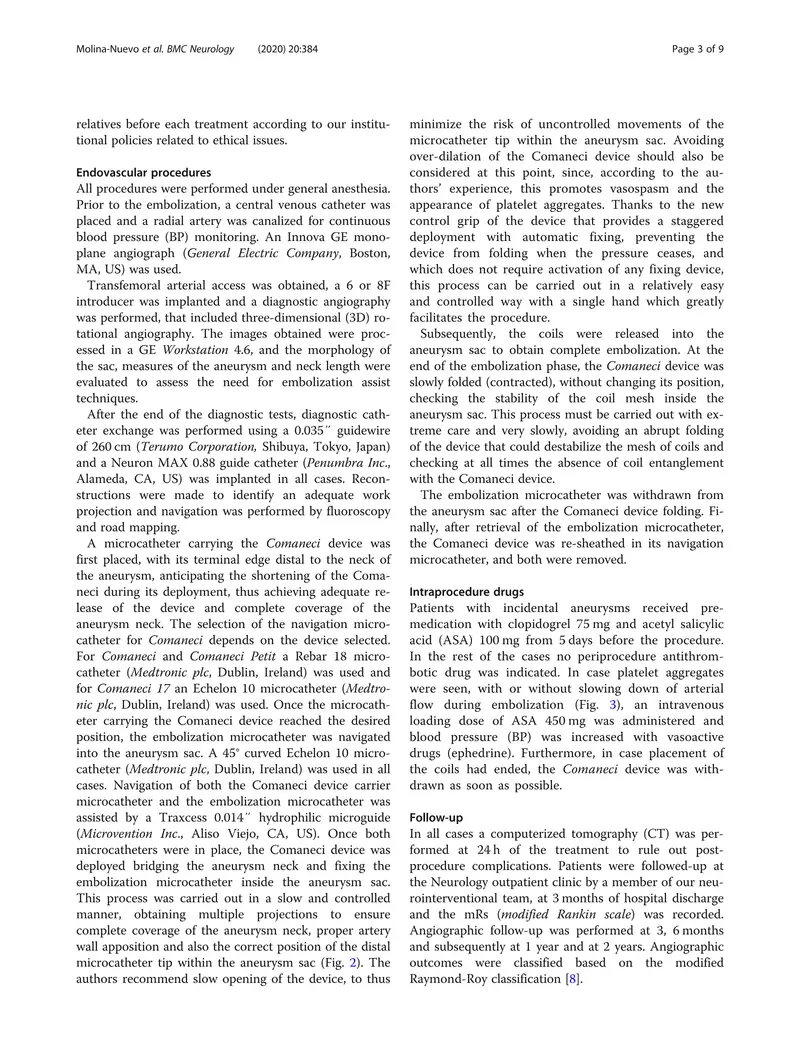 Molina-Nuevo et al. BMC Neurology (2020) 20:384 Page 3 of 9
relatives before each treatment according to our institu-
tional policies related to ethical issues.
Endovascular procedures
All procedures were performed under general anesthesia.
Prior to the embolization, a central venous catheter was
placed and a radial artery was canalized for continuous
blood pressure (BP) monitoring. An Innova GE mono-
plane angiograph (General Electric Company, Boston,
MA, US) was used.
Transfemoral arterial access was obtained, a 6 or 8F
introducer was implanted and a diagnostic angiography
was performed, that included three-dimensional (3D) ro-
tational angiography. The images obtained were proc-
essed in a GE Workstation 4.6, and the morphology of
the sac, measures of the aneurysm and neck length were
evaluated to assess the need for embolization assist
techniques.
After the end of the diagnostic tests, diagnostic cath-
eter exchange was performed using a 0.035″ guidewire
of 260 cm (Terumo Corporation, Shibuya, Tokyo, Japan)
and a Neuron MAX 0.88 guide catheter (Penumbra Inc.,
Alameda, CA, US) was implanted in all cases. Recon-
structions were made to identify an adequate work
projection and navigation was performed by fluoroscopy
and road mapping.
A microcatheter carrying the Comaneci device was
first placed, with its terminal edge distal to the neck of
the aneurysm, anticipating the shortening of the Coma-
neci during its deployment, thus achieving adequate re-
lease of the device and complete coverage of the
aneurysm neck. The selection of the navigation micro-
catheter for Comaneci depends on the device selected.
For Comaneci and Comaneci Petit a Rebar 18 micro-
catheter (Medtronic plc, Dublin, Ireland) was used and
for Comaneci 17 an Echelon 10 microcatheter (Medtro-
nic plc, Dublin, Ireland) was used. Once the microcath-
eter carrying the Comaneci device reached the desired
position, the embolization microcatheter was navigated
into the aneurysm sac. A 45° curved Echelon 10 micro-
catheter (Medtronic plc, Dublin, Ireland) was used in all
cases. Navigation of both the Comaneci device carrier
microcatheter and the embolization microcatheter was
assisted by a Traxcess 0.014″ hydrophilic microguide
(Microvention Inc., Aliso Viejo, CA, US). Once both
microcatheters were in place, the Comaneci device was
deployed bridging the aneurysm neck and fixing the
embolization microcatheter inside the aneurysm sac.
This process was carried out in a slow and controlled
manner, obtaining multiple projections to ensure
complete coverage of the aneurysm neck, proper artery
wall apposition and also the correct position of the distal
microcatheter tip within the aneurysm sac (Fig. 2). The
authors recommend slow opening of the device, to thus
minimize the risk of uncontrolled movements of the
microcatheter tip within the aneurysm sac. Avoiding
over-dilation of the Comaneci device should also be
considered at this point, since, according to the au-
thors' experience, this promotes vasospasm and the
appearance of platelet aggregates. Thanks to the new
control grip of the device that provides a staggered
deployment with automatic fixing, preventing the
device from folding when the pressure ceases, and
which does not require activation of any fixing device,
this process can be carried out in a relatively easy
and controlled way with a single hand which greatly
facilitates the procedure.
Subsequently, the coils were released into the
aneurysm sac to obtain complete embolization. At the
end of the embolization phase, the Comaneci device was
slowly folded (contracted), without changing its position,
checking the stability of the coil mesh inside the
aneurysm sac. This process must be carried out with ex-
treme care and very slowly, avoiding an abrupt folding
of the device that could destabilize the mesh of coils and
checking at all times the absence of coil entanglement
with the Comaneci device.
The embolization microcatheter was withdrawn from
the aneurysm sac after the Comaneci device folding. Fi-
nally, after retrieval of the embolization microcatheter,
the Comaneci device was re-sheathed in its navigation
microcatheter, and both were removed.
Intraprocedure drugs
Patients with incidental aneurysms received pre-
medication with clopidogrel 75 mg and acetyl salicylic
acid (ASA) 100 mg from 5 days before the procedure.
In the rest of the cases no periprocedure antithrom-
botic drug was indicated. In case platelet aggregates
were seen, with or without slowing down of arterial
flow during embolization (Fig. 3), an intravenous
loading dose of ASA 450 mg was administered and
blood pressure (BP) was increased with vasoactive
drugs (ephedrine). Furthermore, in case placement of
the coils had ended, the Comaneci device was with-
drawn as soon as possible.
Follow-up
In all cases a computerized tomography (CT) was per-
formed at 24 h of the treatment to rule out post-
procedure complications. Patients were followed-up at
the Neurology outpatient clinic by a member of our neu-
rointerventional team, at 3 months of hospital discharge
and the mRs (modified Rankin scale) was recorded.
Angiographic follow-up was performed at 3, 6 months
and subsequently at 1 year and at 2 years. Angiographic
outcomes were classified based on the modified
Raymond-Roy classification [8].